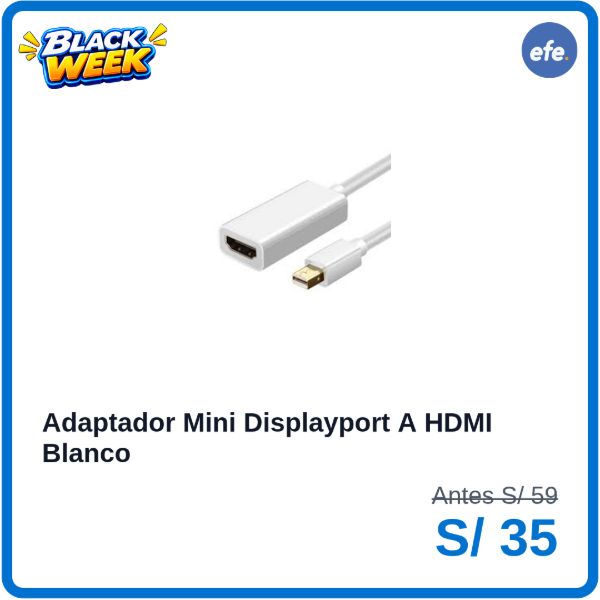 BLACK
WEEK
efe.
Adaptador Mini Displayport A HDMI
Blanco
Antes S/ 59
S/ 35